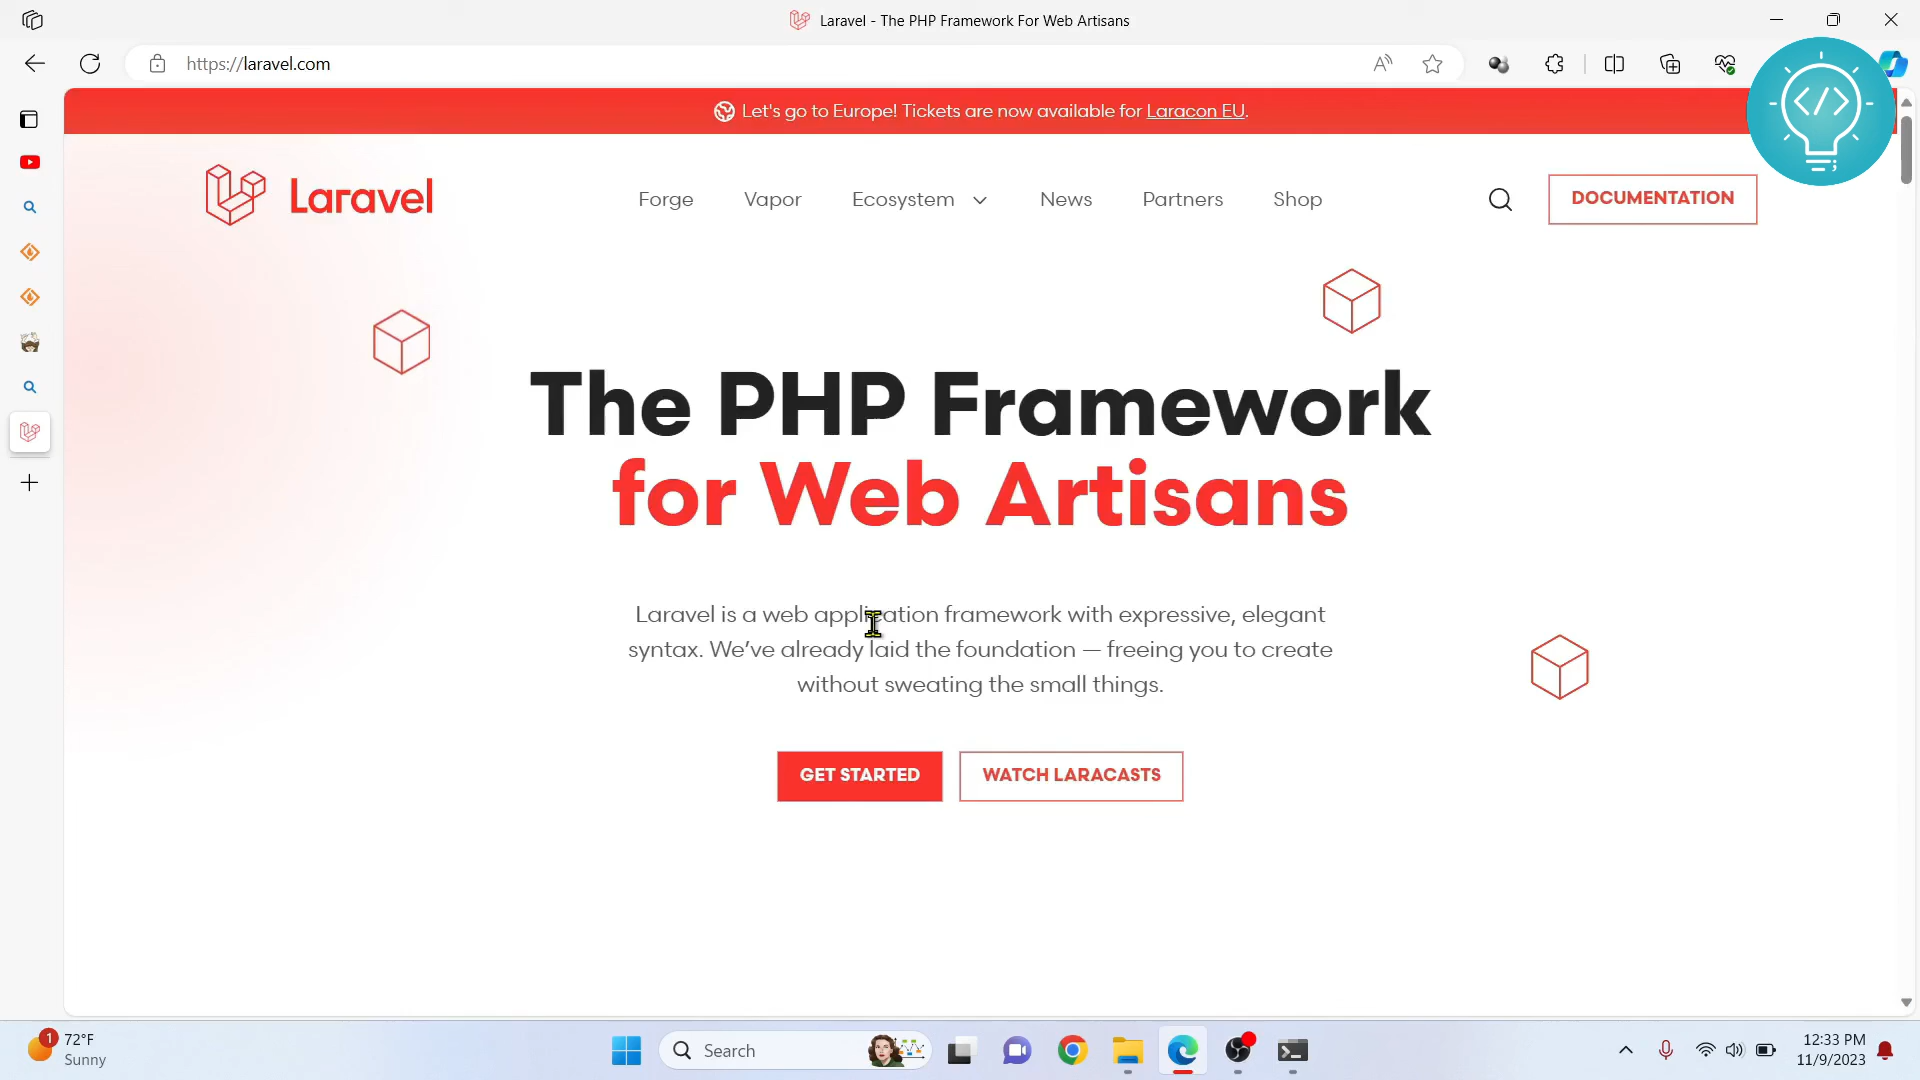 Laravel - The PHP Framework For Web Artisans
https://laravel.com
Let's go to Europe! Tickets are now available for Laracon EU.
Laravel
Forge
Vapor
Ecosystem
News
Partners
Shop
DOCUMENTATION
The PHP Framework
for Web Artisans
Laravel is a web application framework with expressive, elegant
syntax. We’ve already laid the foundation — freeing you to create
without sweating the small things.
GET STARTED
WATCH LARACASTS
1
72°F
Sunny
Search
12:33 PM
11/9/2023